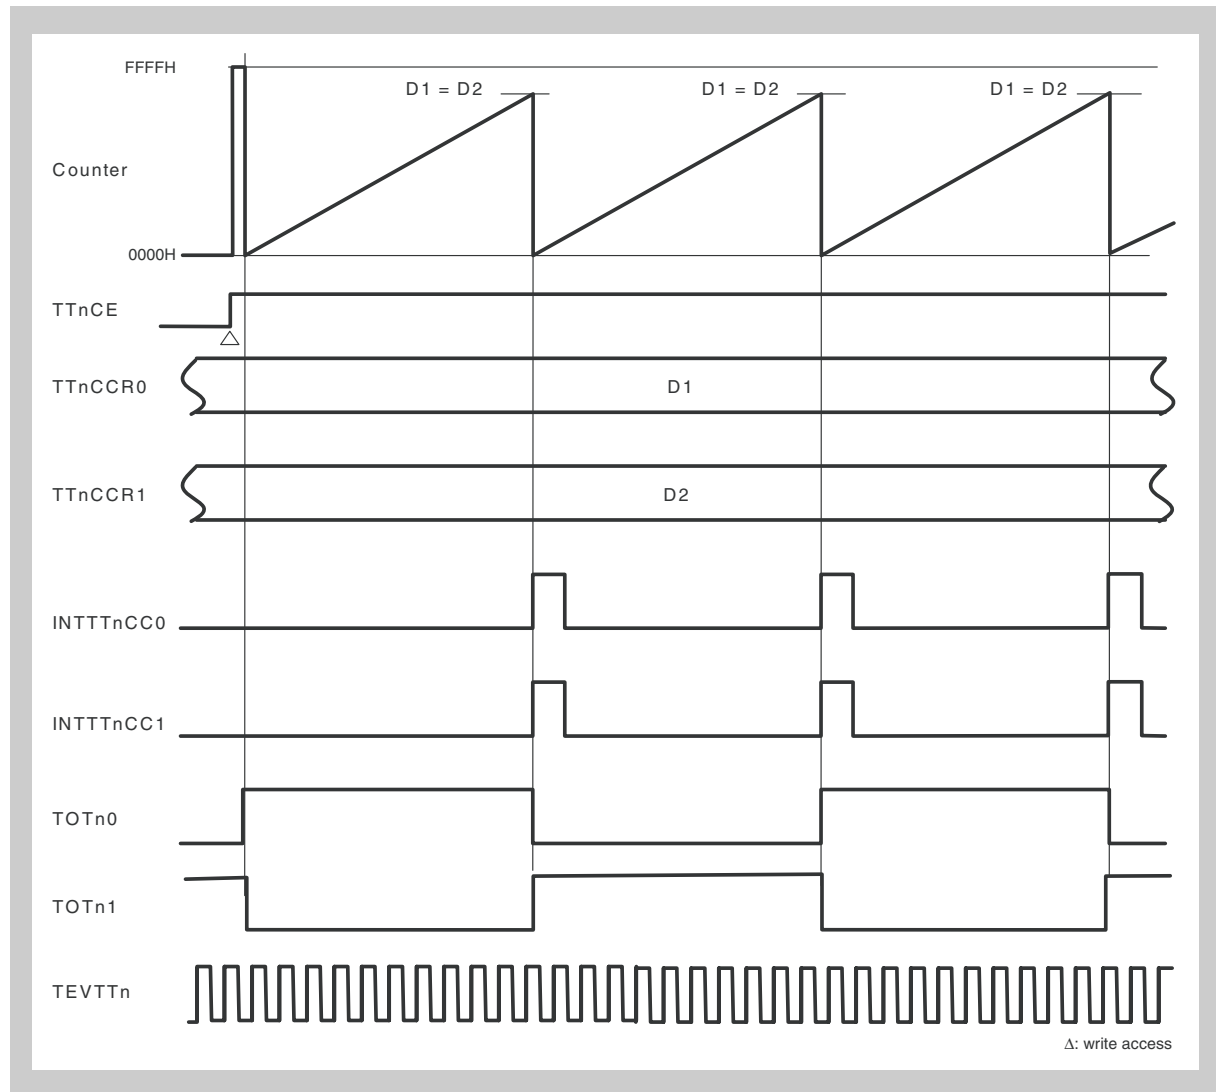 FFFFH
D1 = D2 D1 = D2 D1 = D2
Counter
0000H
TTnCE
TTnCCR0 D1
TTnCCR1 D2
INTTTnCC0
INTTTnCC1
TOTn0
TOTn1
TEVTTn
Δ: write access